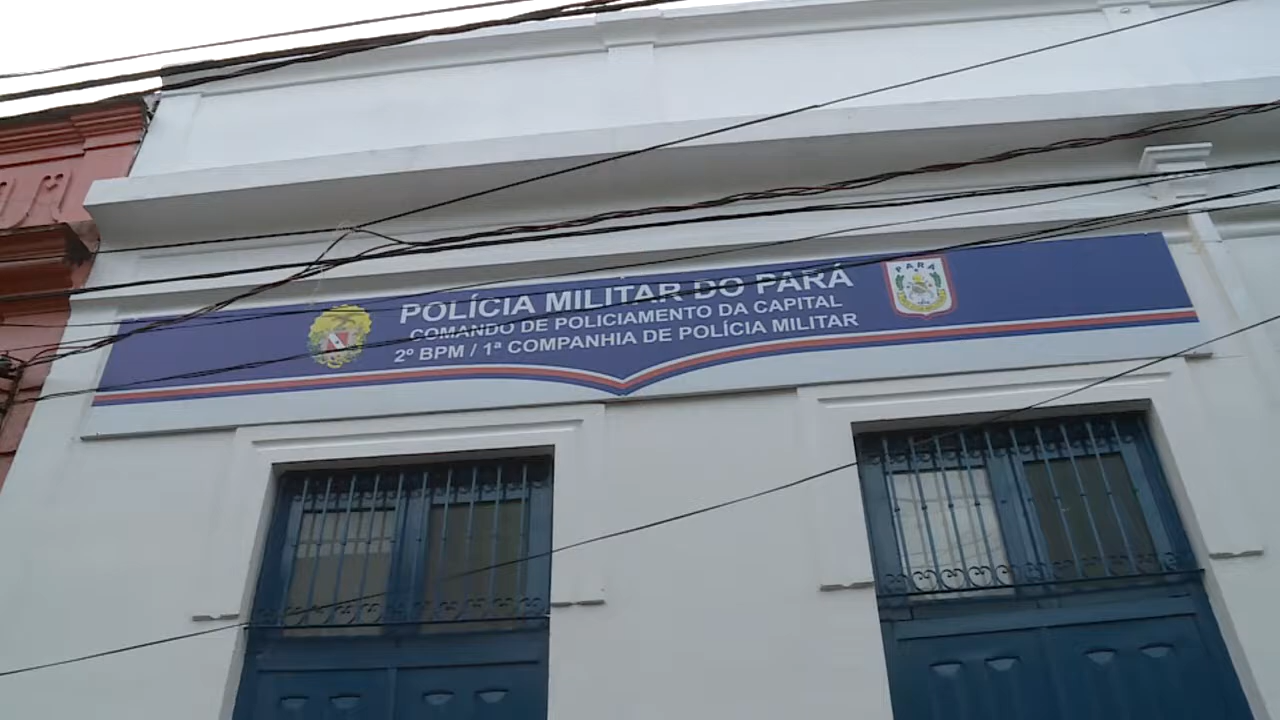 POLÍCIA MILITAR DO PARÁ
COMANDO DE POLICIAMENTO DA CAPITAL
2º BPM / 1ª COMPANHIA DE POLÍCIA MILITAR
PARÁ